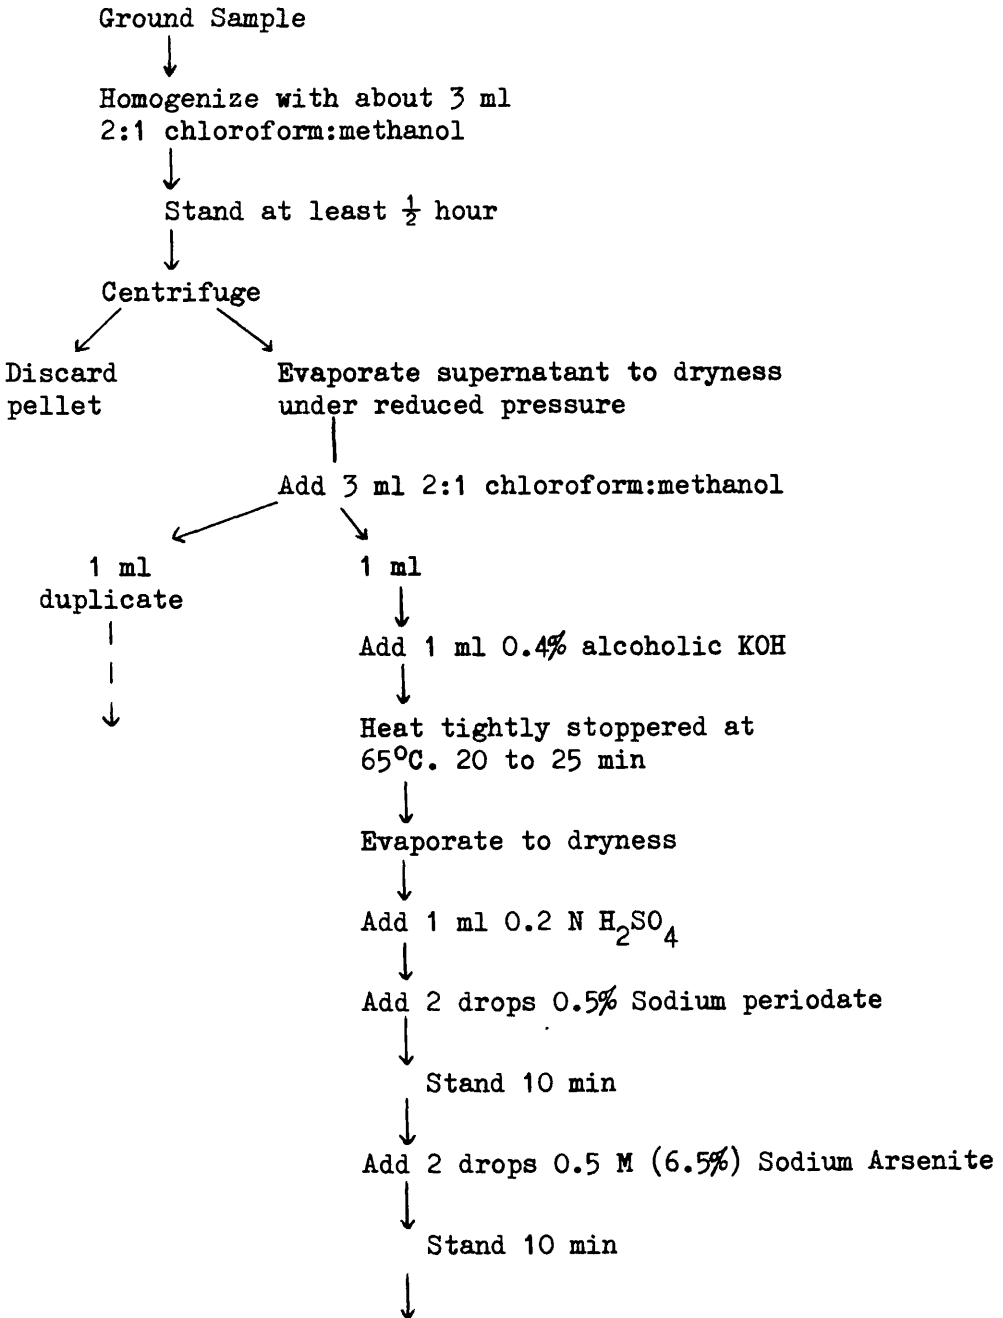 Ground Sample
Homogenize with about 3 ml
2:1 chloroform:methanol
Stand at least ½ hour
Centrifuge
Discard
pellet
Evaporate supernatant to dryness
under reduced pressure
Add 3 ml 2:1 chloroform:methanol
1 ml
duplicate
1 ml
Add 1 ml 0.4% alcoholic KOH
Heat tightly stoppered at
65°C. 20 to 25 min
Evaporate to dryness
Add 1 ml 0.2 N H₂SO₄
Add 2 drops 0.5% Sodium periodate
Stand 10 min
Add 2 drops 0.5 M (6.5%) Sodium Arsenite
Stand 10 min